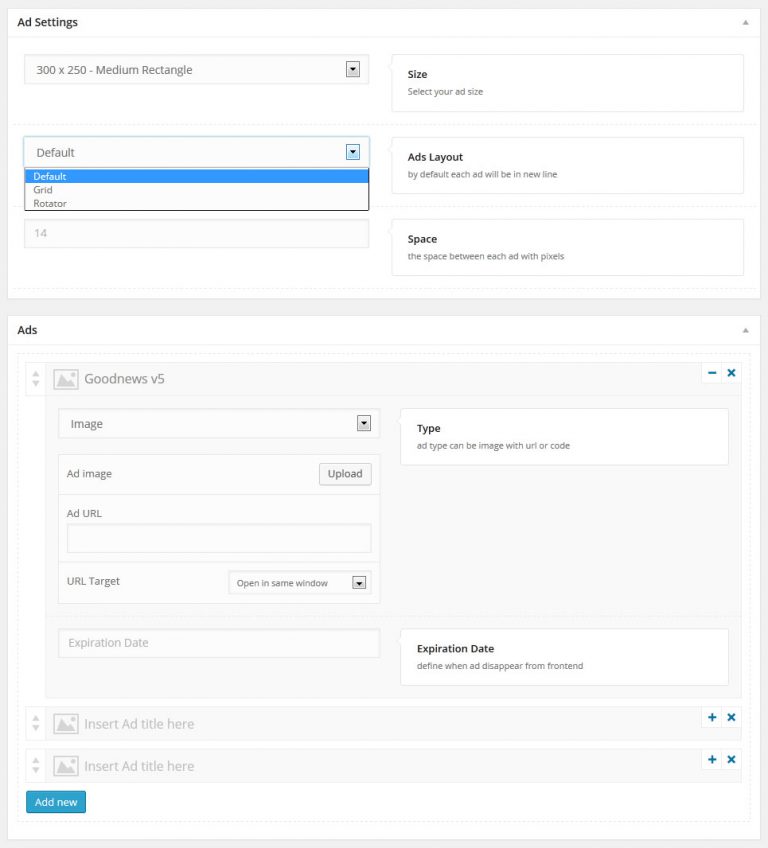 Ad Settings
300 x 250 - Medium Rectangle
Size
Select your ad size
Default
Ads Layout
by default each ad will be in new line
Default
Grid
Rotator
14
Space
the space between each ad with pixels
Ads
Goodnews v5
Image
Type
ad type can be image with url or code
Ad image
Upload
Ad URL
URL Target
Open in same window
Expiration Date
Expiration Date
define when ad disappear from frontend
Insert Ad title here
Insert Ad title here
Add new